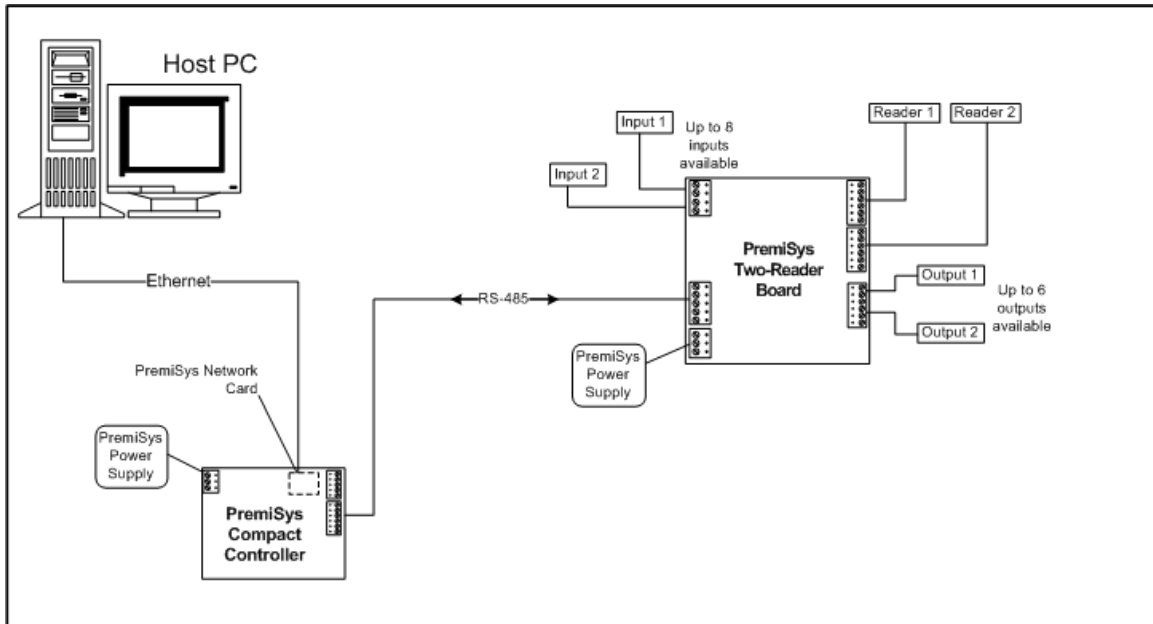 Host PC
Input 1
Up to 8
inputs
available
Reader 1
Reader 2
Input 2
PremiSys
Two-Reader
Board
Output 1
Up to 6
outputs
available
Output 2
Ethernet
RS-485
PremiSys
Power
Supply
PremiSys Network
Card
PremiSys
Power
Supply
PremiSys
Compact
Controller